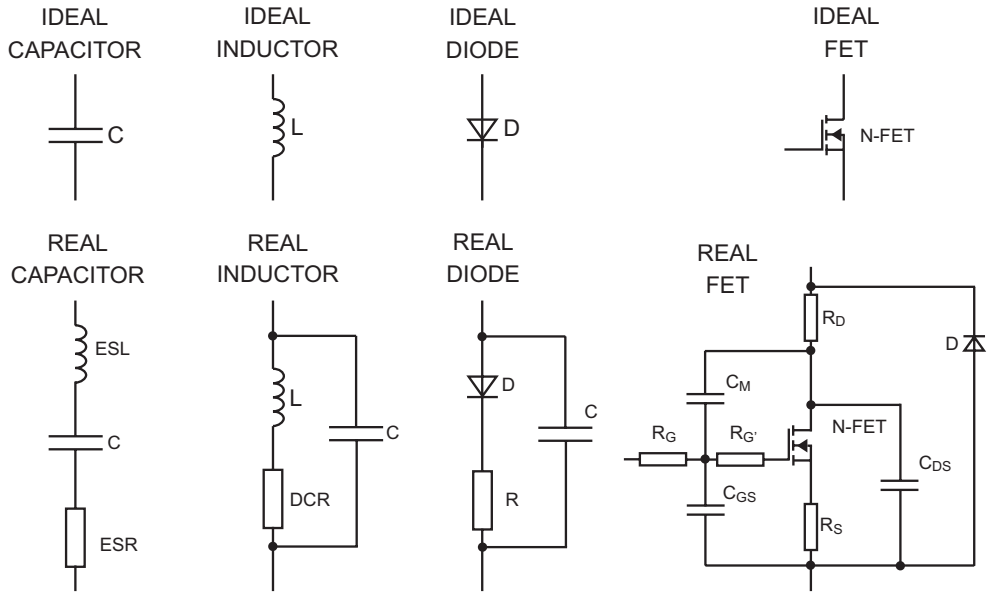 IDEAL
CAPACITOR
IDEAL
INDUCTOR
IDEAL
DIODE
IDEAL
FET
C
L
D
N-FET
REAL
CAPACITOR
REAL
INDUCTOR
REAL
DIODE
REAL
FET
ESL
C
ESR
L
C
DCR
D
C
R
RD
D
CM
N-FET
RG
RG'
CDS
CGS
RS